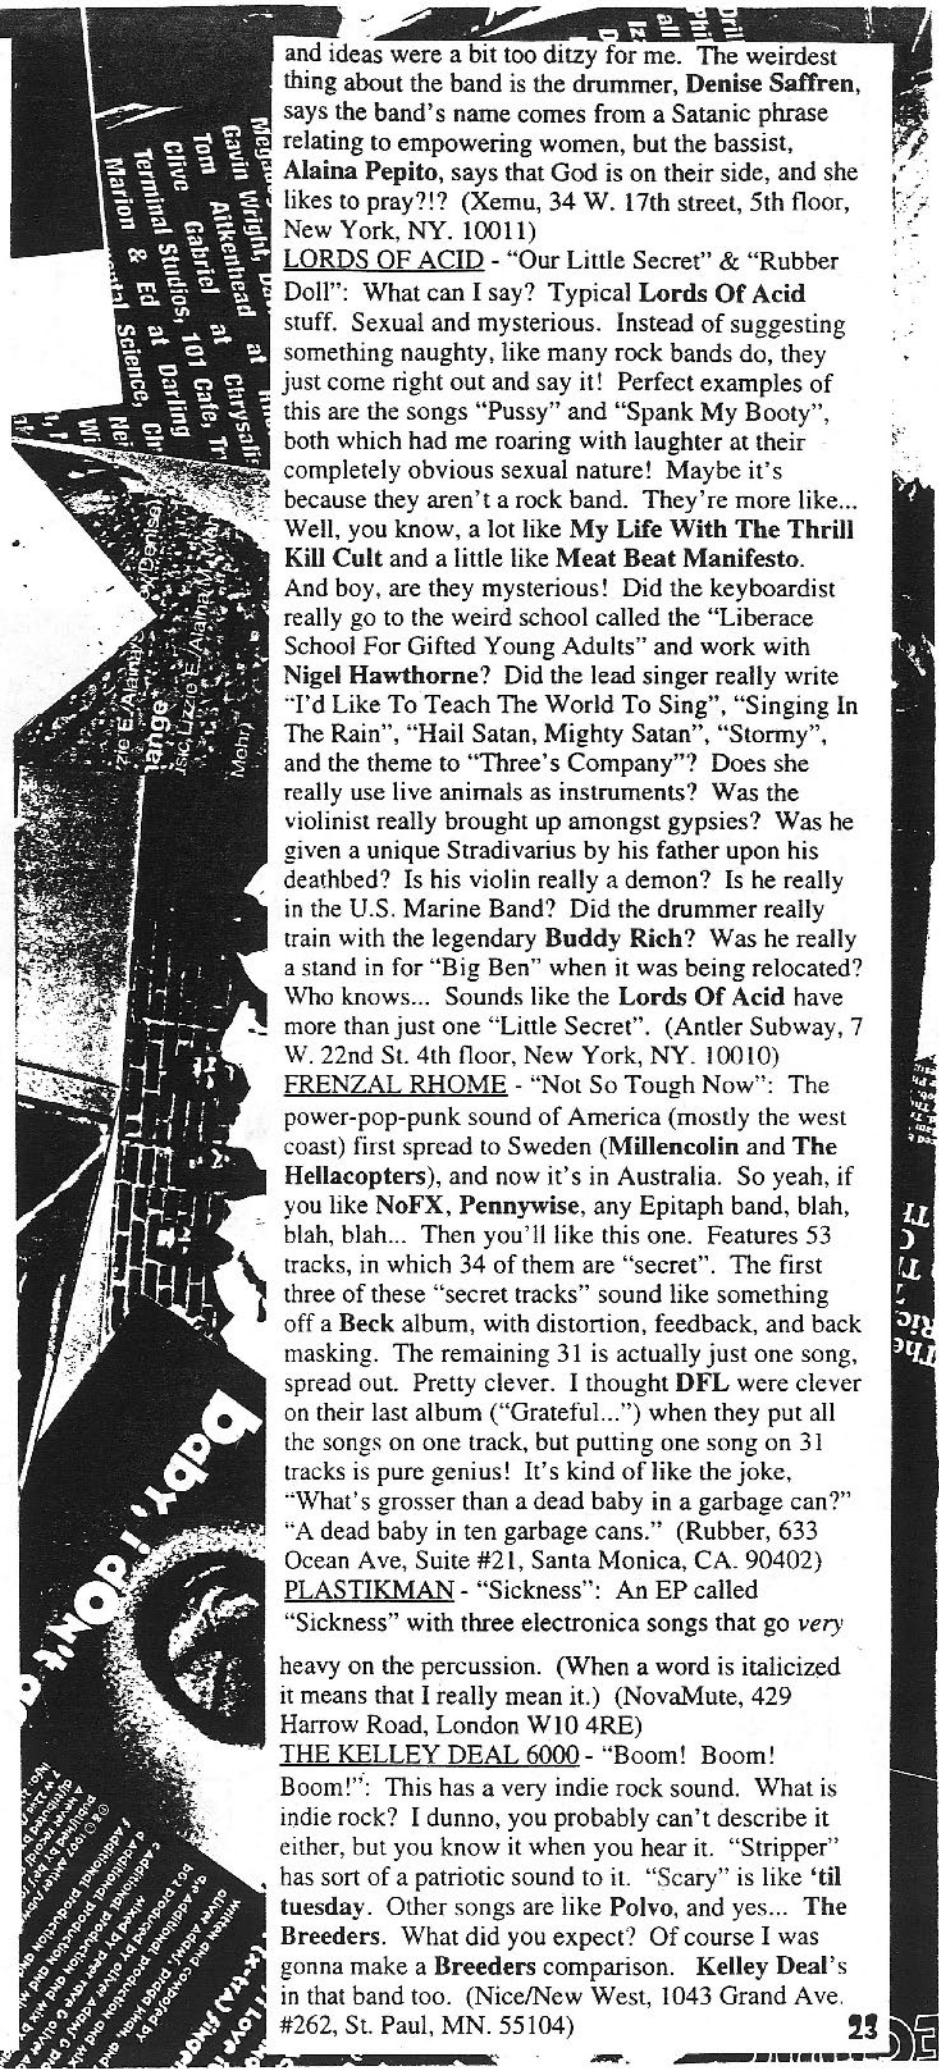 and ideas were a bit too ditzy for me.  The weirdest
thing about the band is the drummer, Denise Saffren,
says the band's name comes from a Satanic phrase
relating to empowering women, but the bassist,
Alaina Pepito, says that God is on their side, and she
likes to pray?!?  (Xemu, 34 W. 17th street, 5th floor,
New York, NY. 10011)
LORDS OF ACID - "Our Little Secret" & "Rubber
Doll":  What can I say?  Typical Lords Of Acid
stuff.  Sexual and mysterious.  Instead of suggesting
something naughty, like many rock bands do, they
just come right out and say it!  Perfect examples of
this are the songs "Pussy" and "Spank My Booty",
both which had me roaring with laughter at their
completely obvious sexual nature!  Maybe it's
because they aren't a rock band.  They're more like...
Well, you know, a lot like My Life With The Thrill
Kill Cult and a little like Meat Beat Manifesto.
And boy, are they mysterious!  Did the keyboardist
really go to the weird school called the "Liberace
School For Gifted Young Adults" and work with
Nigel Hawthorne?  Did the lead singer really write
"I'd Like To Teach The World To Sing", "Singing In
The Rain", "Hail Satan, Mighty Satan", "Stormy",
and the theme to "Three's Company"?  Does she
really use live animals as instruments?  Was the
violinist really brought up amongst gypsies?  Was he
given a unique Stradivarius by his father upon his
deathbed?  Is his violin really a demon?  Is he really
in the U.S. Marine Band?  Did the drummer really
train with the legendary Buddy Rich?  Was he really
a stand in for "Big Ben" when it was being relocated?
Who knows...  Sounds like the Lords Of Acid have
more than just one "Little Secret".  (Antler Subway, 7
W. 22nd St. 4th floor, New York, NY. 10010)
FRENZAL RHOME - "Not So Tough Now":  The
power-pop-punk sound of America (mostly the west
coast) first spread to Sweden (Millencolin and The
Hellacopters), and now it's in Australia.  So yeah, if
you like NoFX, Pennywise, any Epitaph band, blah,
blah, blah...  Then you'll like this one.  Features 53
tracks, in which 34 of them are "secret".  The first
three of these "secret tracks" sound like something
off a Beck album, with distortion, feedback, and back
masking.  The remaining 31 is actually just one song,
spread out.  Pretty clever.  I thought DFL were clever
on their last album ("Grateful...") when they put all
the songs on one track, but putting one song on 31
tracks is pure genius!  It's kind of like the joke,
"What's grosser than a dead baby in a garbage can?"
"A dead baby in ten garbage cans."  (Rubber, 633
Ocean Ave, Suite #21, Santa Monica, CA. 90402)
PLASTIKMAN - "Sickness":  An EP called
"Sickness" with three electronica songs that go very
heavy on the percussion.  (When a word is italicized
it means that I really mean it.)  (NovaMute, 429
Harrow Road, London W10 4RE)
THE KELLEY DEAL 6000 - "Boom!  Boom!
Boom!":  This has a very indie rock sound.  What is
indie rock?  I dunno, you probably can't describe it
either, but you know it when you hear it.  "Stripper"
has sort of a patriotic sound to it.  "Scary" is like 'til
tuesday.  Other songs are like Polvo, and yes...  The
Breeders.  What did you expect?  Of course I was
gonna make a Breeders comparison.  Kelley Deal's
in that band too.  (Nice/New West, 1043 Grand Ave.
#262, St. Paul, MN. 55104)
23
Gavin Wright,
Tom Aitkenhead at
Clive Gabriel at Chrysalis
Terminal Studios, 101 Cafe,
Marion & Ed at Darling
Science,
baby, i dON't